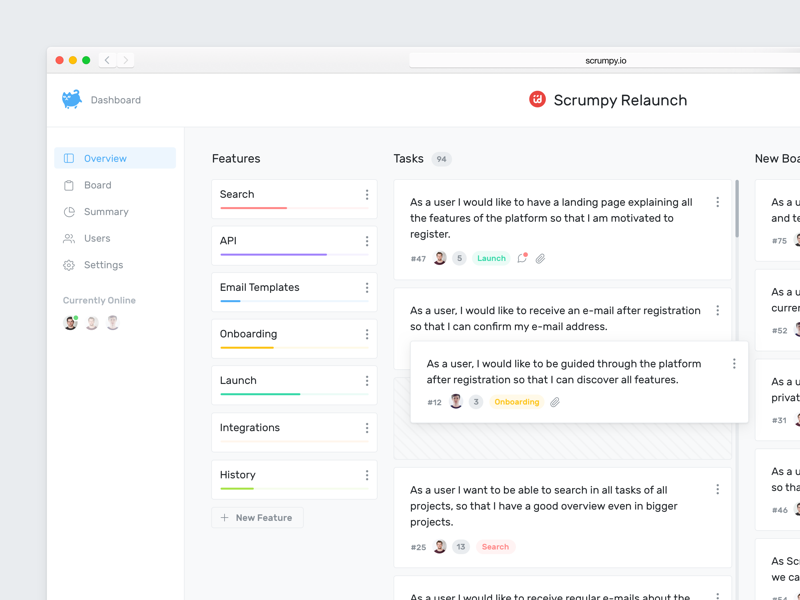 scrumpy.io
Dashboard
Scrumpy Relaunch
Overview
Board
Summary
Users
Settings
Currently Online
Features
Search
API
Email Templates
Onboarding
Launch
Integrations
History
+ New Feature
Tasks 94
As a user I would like to have a landing page explaining all
the features of the platform so that I am motivated to
register.
#47 5 Launch
As a user, I would like to receive an e-mail after registration
so that I can confirm my e-mail address.
As a user, I would like to be guided through the platform
after registration so that I can discover all features.
#12 3 Onboarding
As a user I want to be able to search in all tasks of all
projects, so that I have a good overview even in bigger
projects.
#25 13 Search
As a user I would like to receive regular e-mails about the
New Boa
As a u
and te
#75
As a u
curren
#52
As a u
privat
#31
As a u
so tha
#46
As Sc
we ca
#54